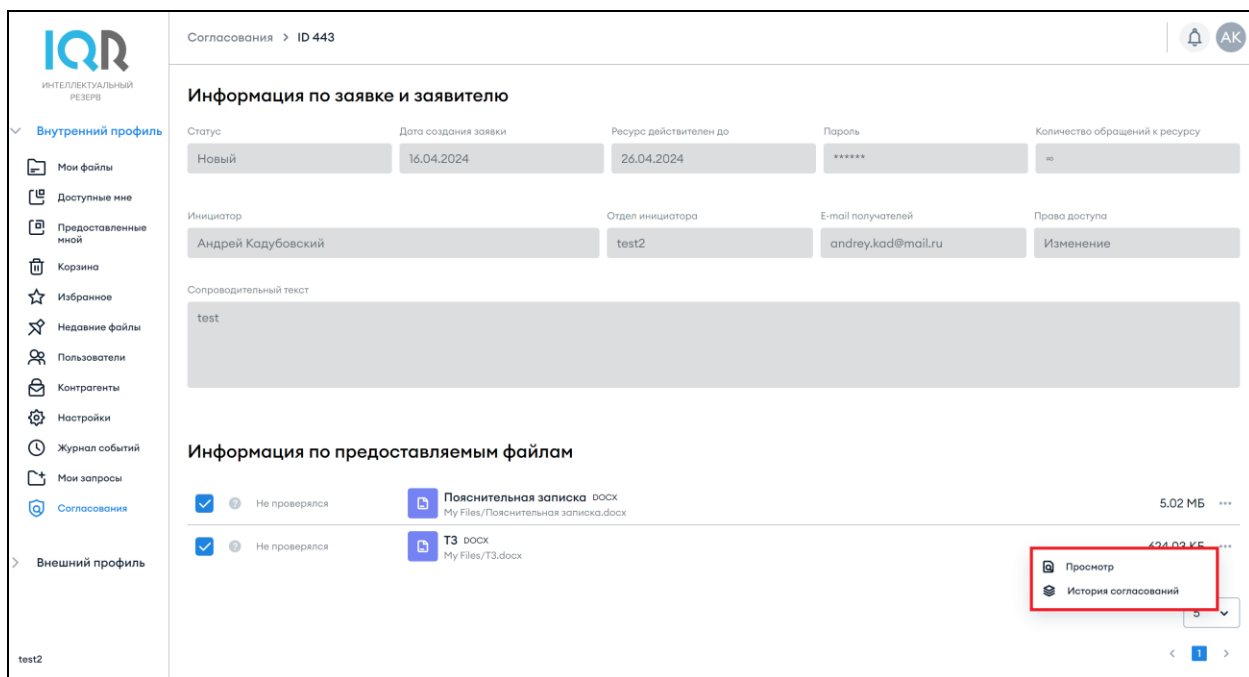 IQR
ИНТЕЛЛЕКТУАЛЬНЫЙ
РЕЗЕРВ
Внутренний профиль
Мои файлы
Доступные мне
Предоставленные
мной
Корзина
Избранное
Недавние файлы
Пользователи
Контрагенты
Настройки
Журнал событий
Мои запросы
Согласования
Внешний профиль
test2
Согласования > ID 443
АК
Информация по заявке и заявителю
Статус Дата создания заявки Ресурс действителен до Пароль Количество обращений к ресурсу
Новый 16.04.2024 26.04.2024 ****** ∞
Инициатор Отдел инициатора E-mail получателей Права доступа
Андрей Кадубовский test2 andrey.kad@mail.ru Изменение
Сопроводительный текст
test
Информация по предоставляемым файлам
Не проверялся Пояснительная записка DOCX 5.02 МБ
My Files/Пояснительная записка.docx
Не проверялся ТЗ DOCX 624.03 КБ
My Files/ТЗ.docx
Просмотр
История согласований
5
< 1 >